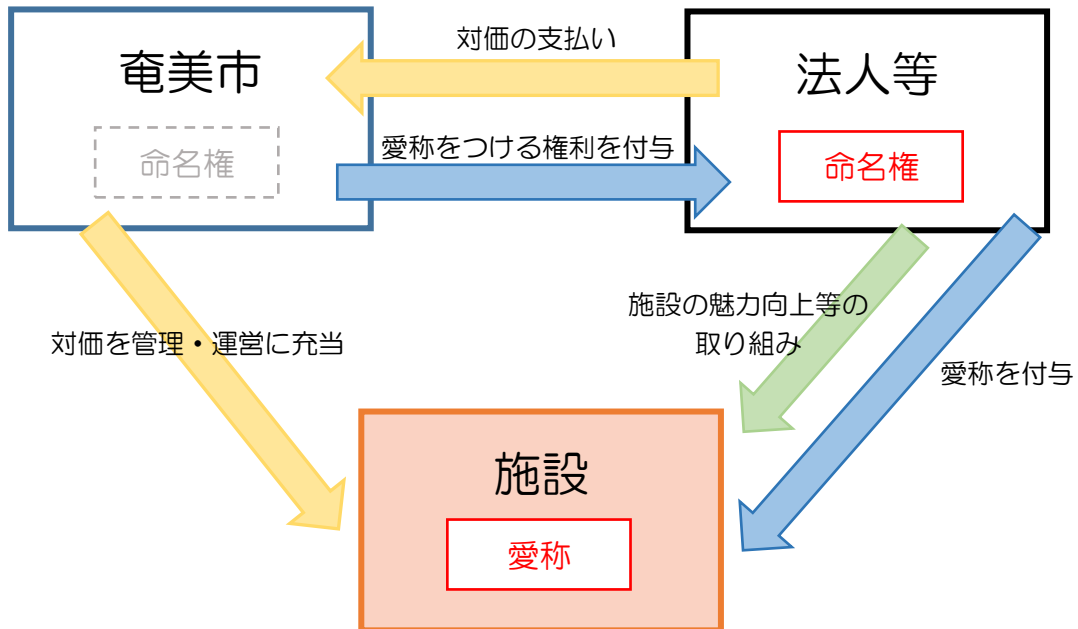 奄美市
命名権
対価の支払い
愛称をつける権利を付与
法人等
命名権
対価を管理・運営に充当
施設の魅力向上等の
取り組み
愛称を付与
施設
愛称